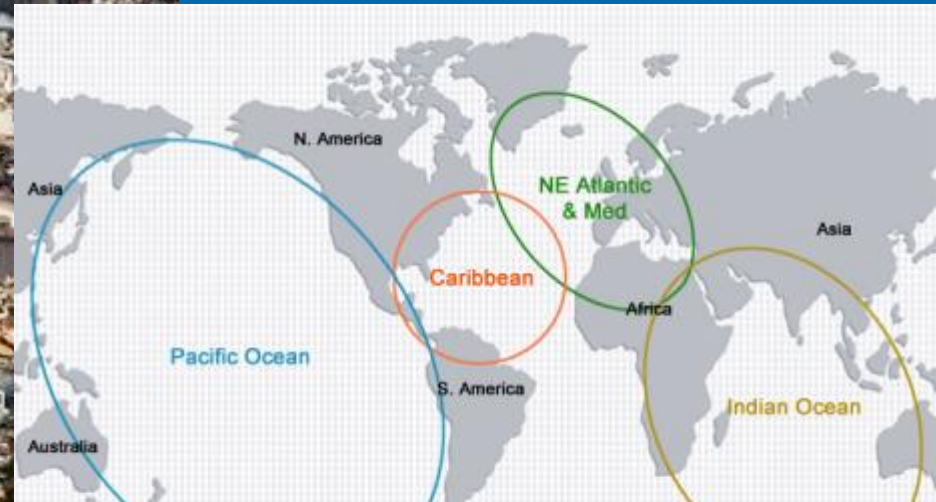 N. America
NE Atlantic
& Med
Asia
Asia
Caribbean
Africa
Pacific Ocean
S. America
Indian Ocean
Australia